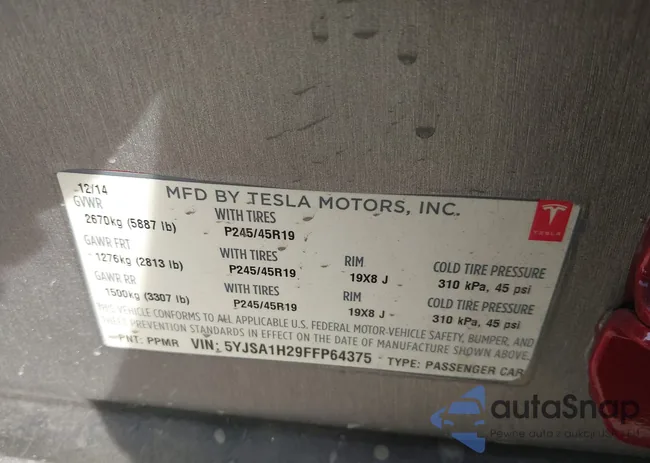 12/14 MFD BY TESLA MOTORS, INC.
GVWR WITH TIRES
2670kg (5887 lb) P245/45R19
GAWR FRT WITH TIRES RIM COLD TIRE PRESSURE
1276kg (2813 lb) P245/45R19 19X8 J 310 kPa, 45 psi
GAWR RR WITH TIRES RIM COLD TIRE PRESSURE
1500kg (3307 lb) P245/45R19 19X8 J 310 kPa, 45 psi
VEHICLE CONFORMS TO ALL APPLICABLE U.S. FEDERAL MOTOR-VEHICLE SAFETY, BUMPER, AND
THEFT PREVENTION STANDARDS IN EFFECT ON THE DATE OF MANUFACTURE SHOWN ABOVE.
PNT: PPMR VIN: 5YJSA1H29FFP64375 TYPE: PASSENGER CAR
TESLA
autaSnap
Pewne auta z aukcji